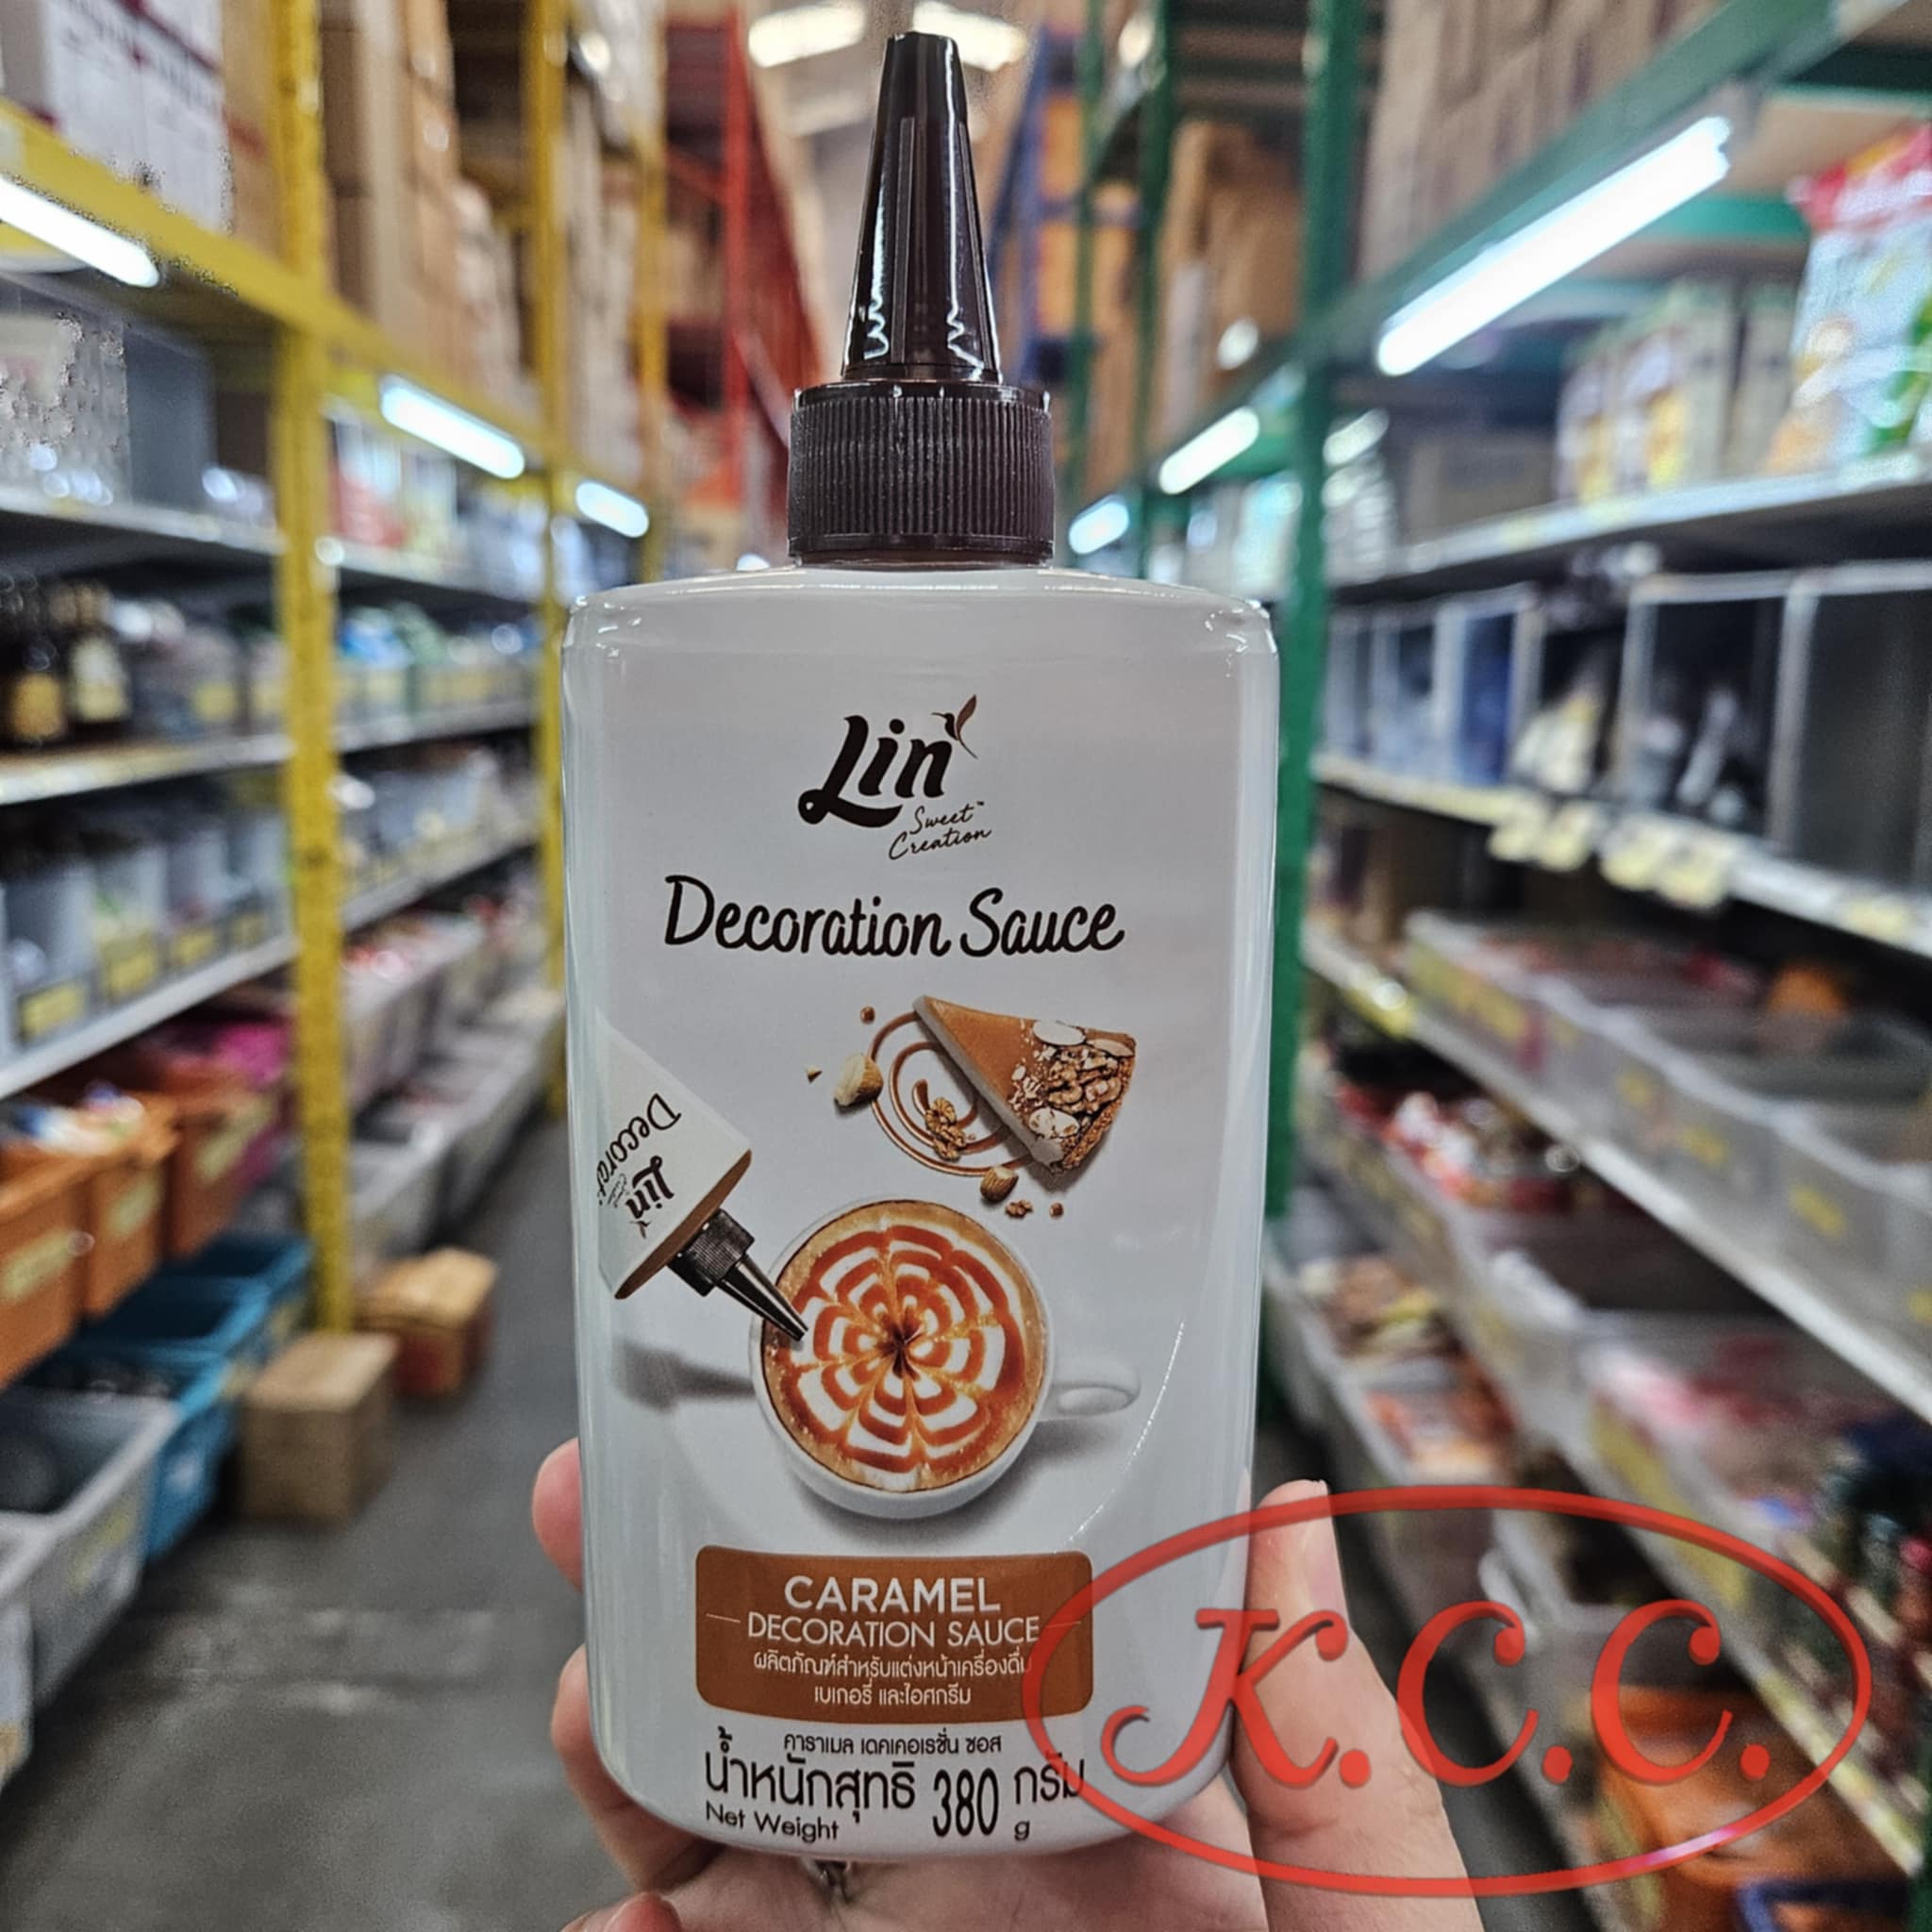 Lin
Sweet™
Creation
Decoration Sauce
Decorat
Lin
CARAMEL
DECORATION SAUCE
ผลิตภัณฑ์สำหรับแต่งหน้าเครื่องดื่ม
เบเกอรี่ และไอศกรีม
คาราเมล เดคเคอเรชั่น ซอส
น้ำหนักสุทธิ 380 กรัม
Net Weight g
K.C.C.